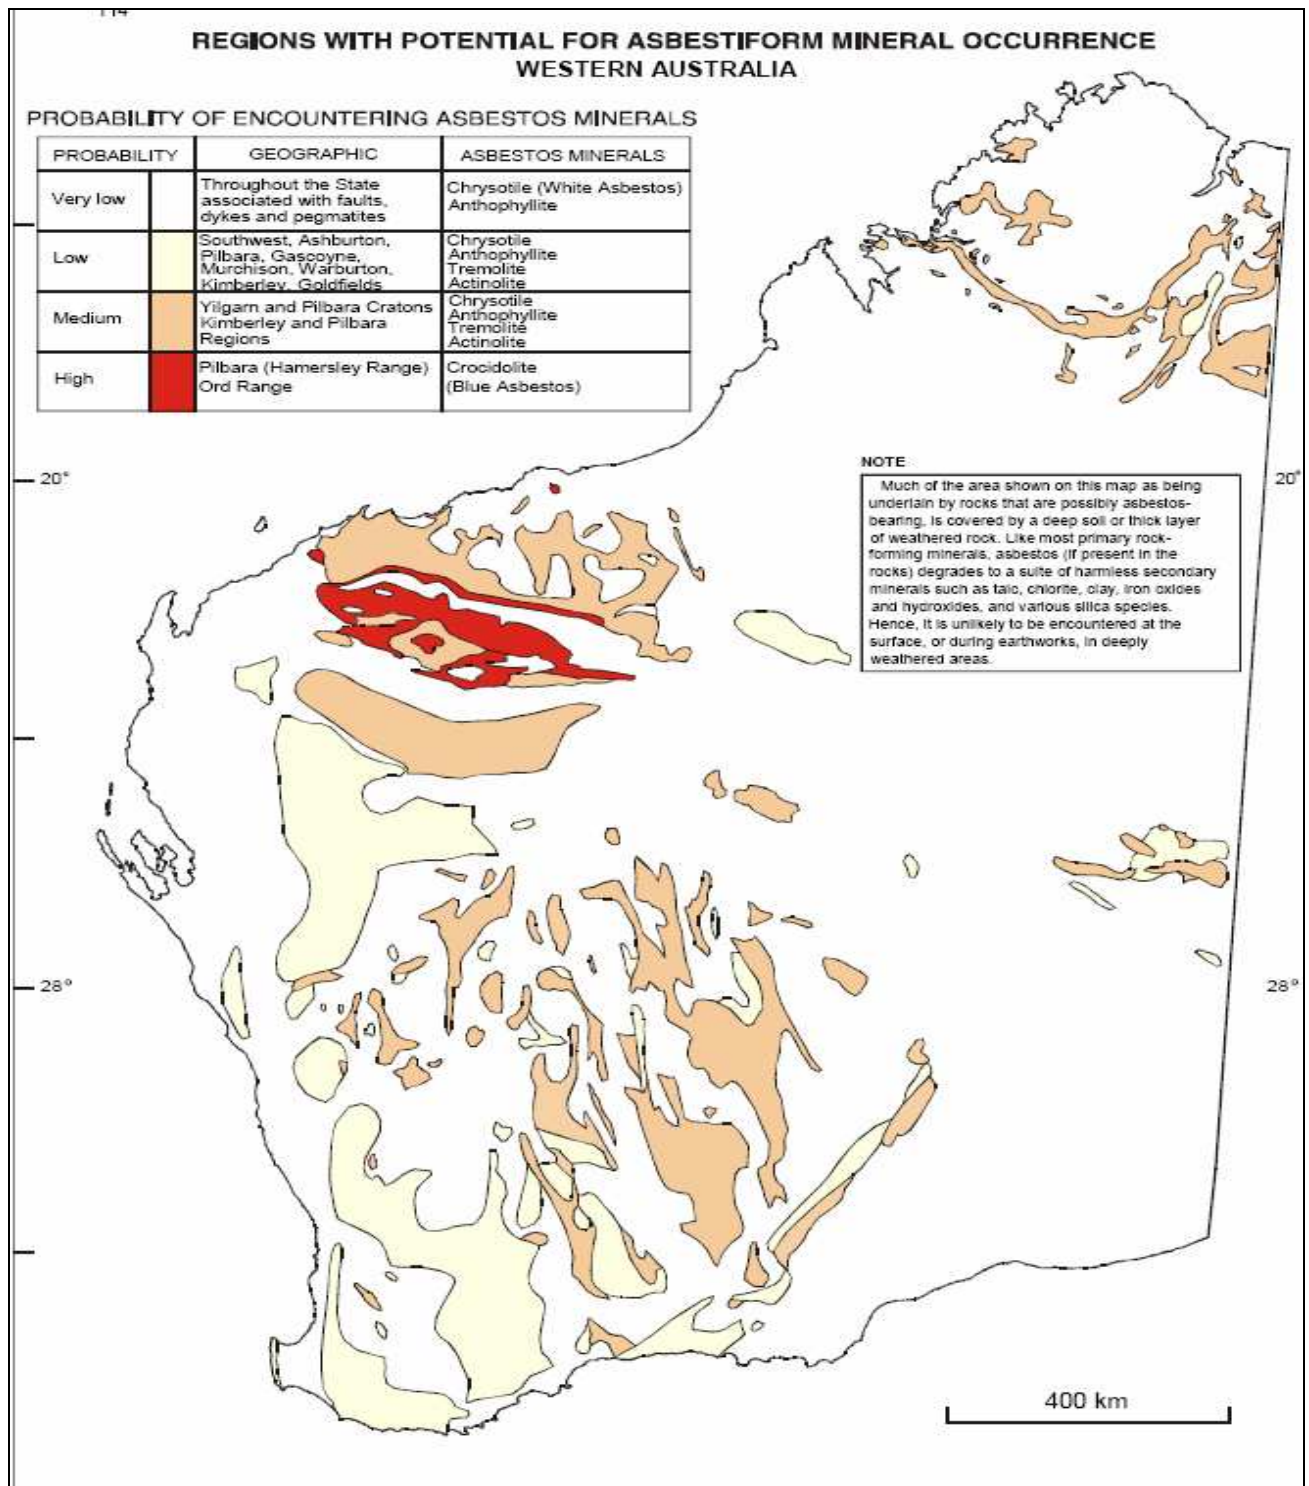 114
REGIONS WITH POTENTIAL FOR ASBESTIFORM MINERAL OCCURRENCE
WESTERN AUSTRALIA
PROBABILITY OF ENCOUNTERING ASBESTOS MINERALS
PROBABILITY
GEOGRAPHIC
ASBESTOS MINERALS
Very low
Throughout the State
associated with faults,
dykes and pegmatites
Chrysotile (White Asbestos)
Anthophyllite
Low
Southwest, Ashburton,
Pilbara, Gascoyne,
Murchison, Warburton,
Kimberley, Goldfields
Chrysotile
Anthophyllite
Tremolite
Actinolite
Medium
Yilgarn and Pilbara Cratons
Kimberley and Pilbara
Regions
Chrysotile
Anthophyllite
Tremolite
Actinolite
High
Pilbara (Hamersley Range)
Ord Range
Crocidolite
(Blue Asbestos)
20°
20°
NOTE
Much of the area shown on this map as being
underlain by rocks that are possibly asbestos-
bearing, is covered by a deep soil or thick layer
of weathered rock. Like most primary rock-
forming minerals, asbestos (if present in the
rocks) degrades to a suite of harmless secondary
minerals such as talc, chlorite, clay, iron oxides
and hydroxides, and various silica species.
Hence, it is unlikely to be encountered at the
surface, or during earthworks, in deeply
weathered areas.
28°
28°
400 km